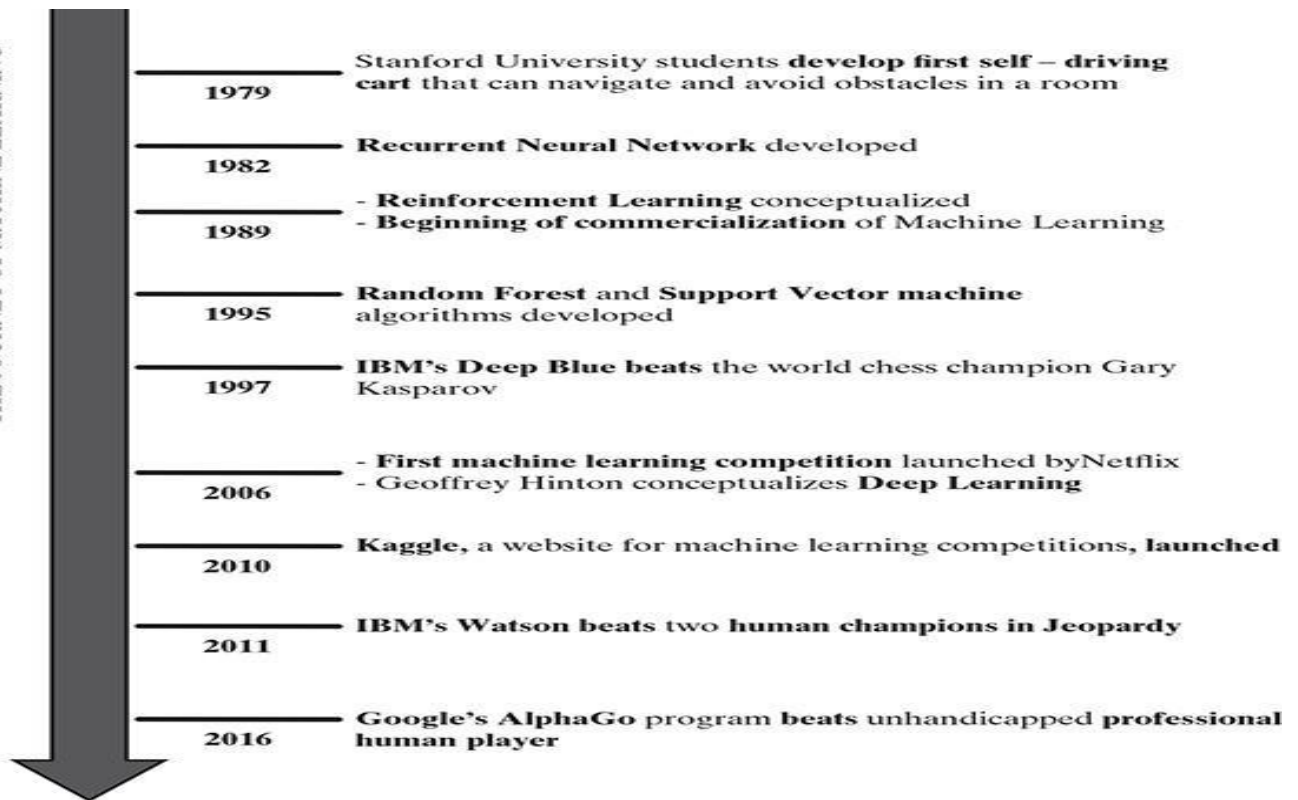 Stanford University students develop first self – driving
cart that can navigate and avoid obstacles in a room
1979
Recurrent Neural Network developed
1982
- Reinforcement Learning conceptualized
- Beginning of commercialization of Machine Learning
1989
Random Forest and Support Vector machine
algorithms developed
1995
IBM's Deep Blue beats the world chess champion Gary
Kasparov
1997
- First machine learning competition launched byNetflix
- Geoffrey Hinton conceptualizes Deep Learning
2006
Kaggle, a website for machine learning competitions, launched
2010
IBM's Watson beats two human champions in Jeopardy
2011
Google's AlphaGo program beats unhandicapped professional
human player
2016